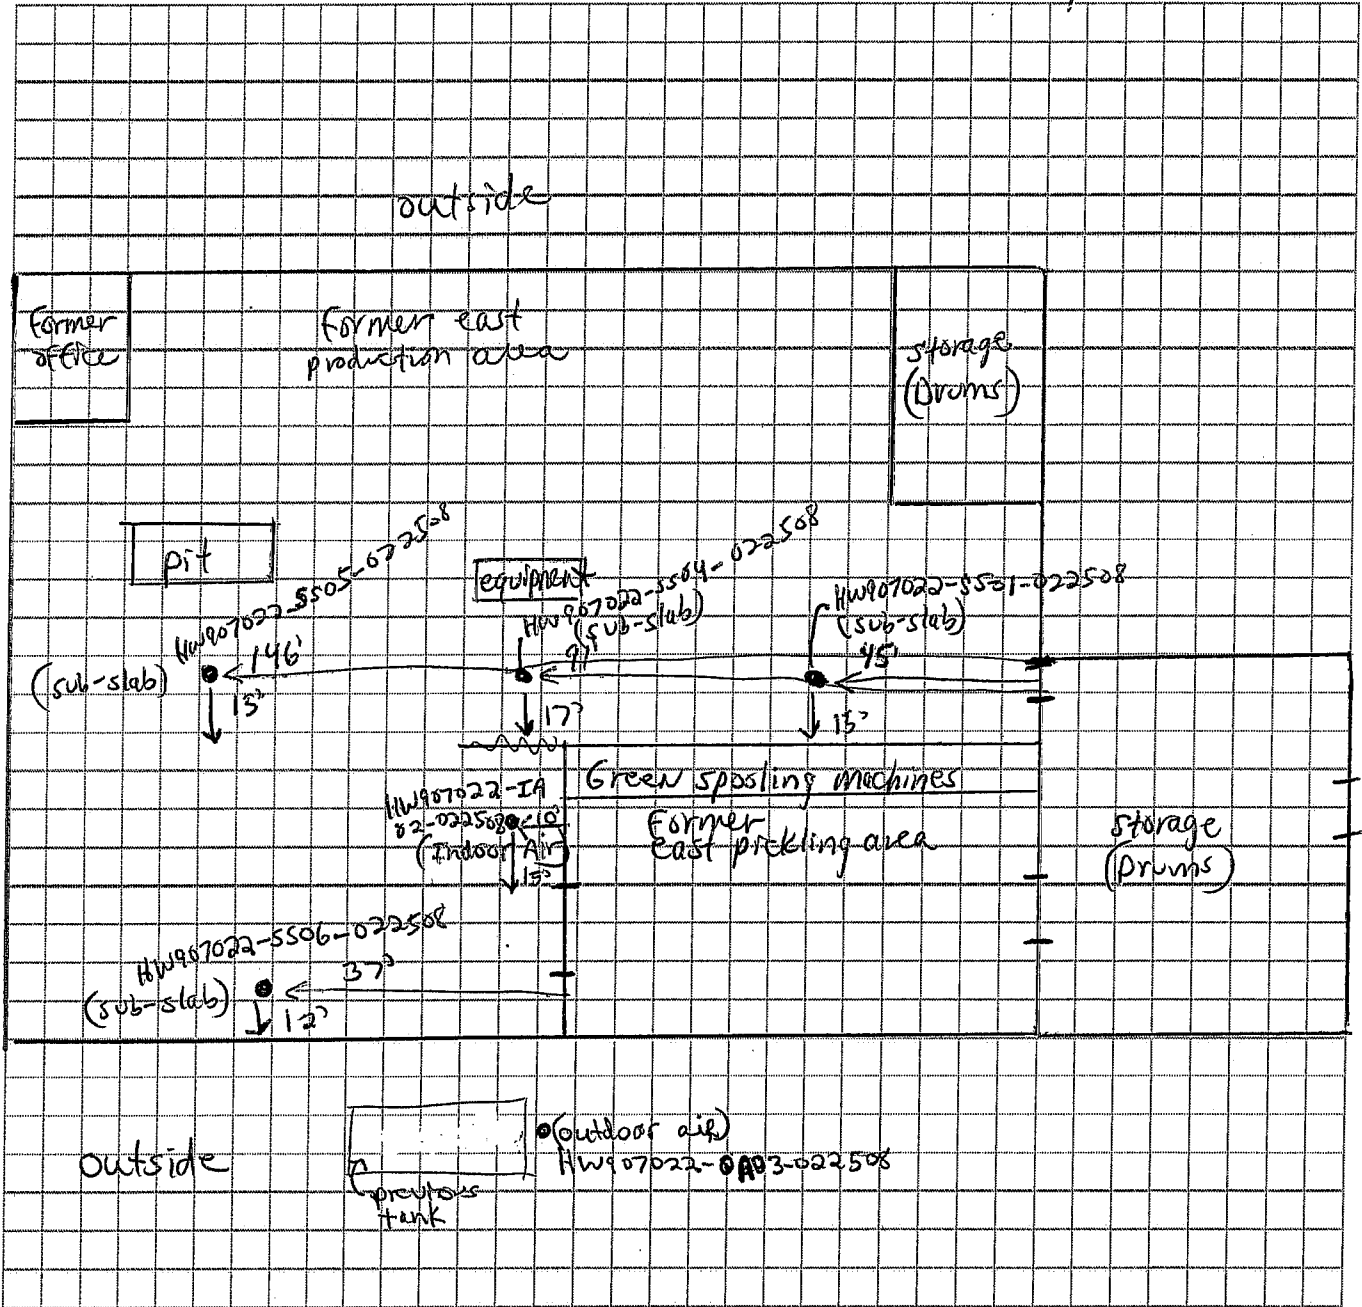 outside
Former
office
Former east
production area
storage
(Drums)
pit
HW907022-SS05-022508
equipment
HW907022-SS04-022508
(sub-slab)
HW907022-SS01-022508
(sub-slab)
146'
(sub-slab)
15'
17'
45'
15'
Green spooling machines
HW907022-IA
02-022508
10'
(Indoor Air)
15'
Former
East pickling area
storage
(Drums)
HW907022-SS06-022508
37'
(sub-slab)
12'
outside
(outdoor air)
HW907022-OA03-022508
previous
tank